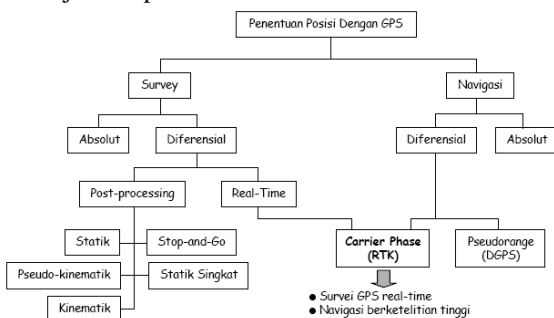 Penentuan Posisi Dengan GPS
Survey
Navigasi
Absolut
Diferensial
Diferensial
Absolut
Post-processing
Real-Time
Statik
Stop-and-Go
Carrier Phase
(RTK)
Pseudorange
(DGPS)
Pseudo-kinematik
Statik Singkat
Kinematik
● Survei GPS real-time
● Navigasi berketelitian tinggi